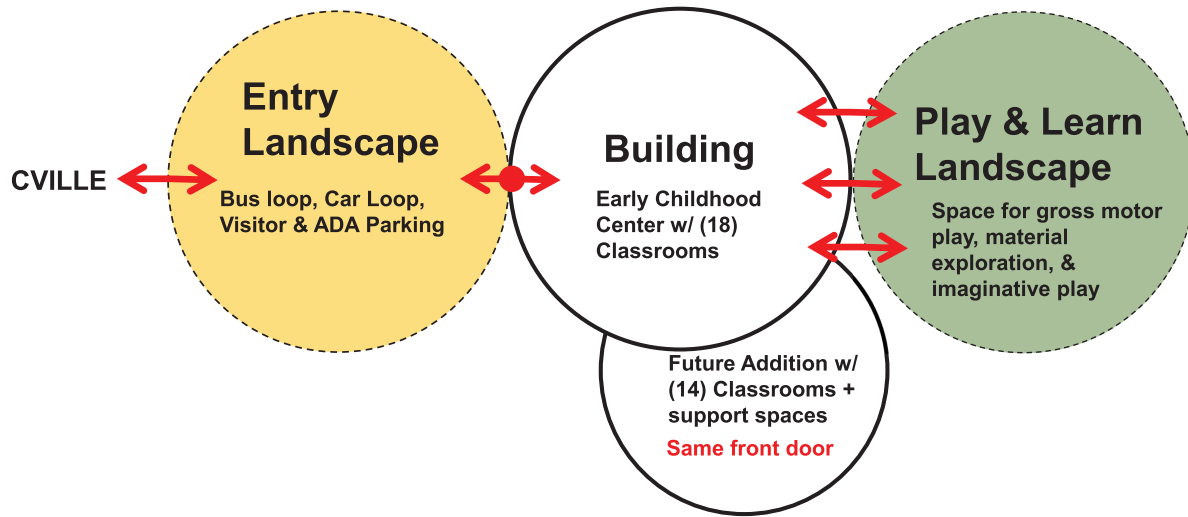 CVILLE
Entry
Landscape
Bus loop, Car Loop,
Visitor & ADA Parking
Building
Early Childhood
Center w/ (18)
Classrooms
Play & Learn
Landscape
Space for gross motor
play, material
exploration, &
imaginative play
Future Addition w/
(14) Classrooms +
support spaces
Same front door